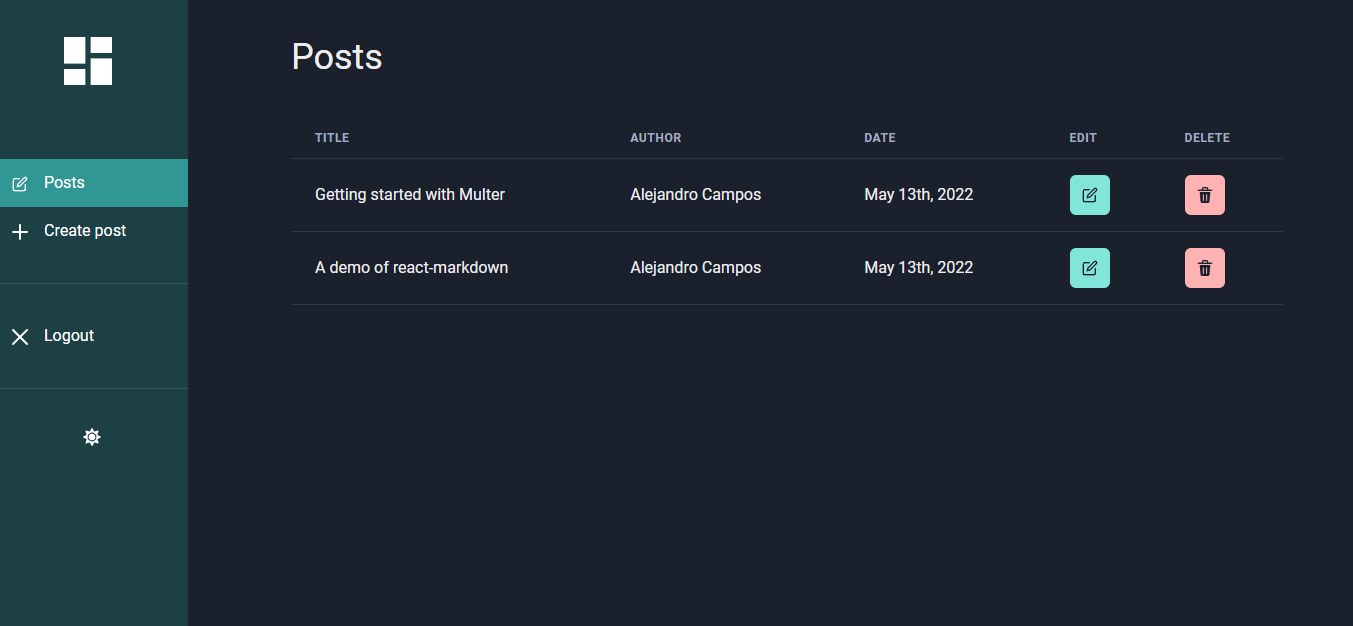 Posts
Posts
Create post
Logout
TITLE AUTHOR DATE EDIT DELETE
Getting started with Multer Alejandro Campos May 13th, 2022
A demo of react-markdown Alejandro Campos May 13th, 2022